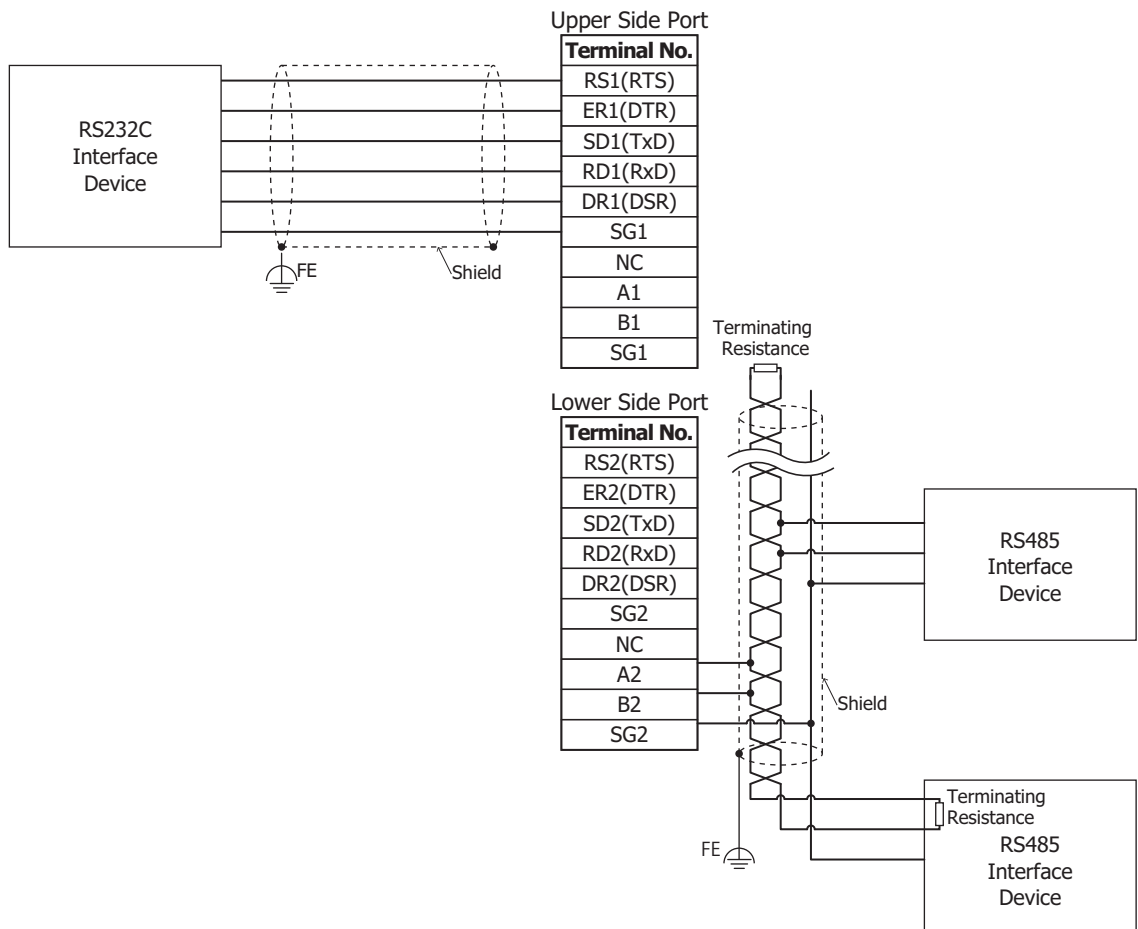 Upper Side Port
Terminal No.
RS1(RTS)
ER1(DTR)
SD1(TxD)
RD1(RxD)
DR1(DSR)
SG1
NC
A1
B1
SG1
RS232C
Interface
Device
FE
Shield
Terminating
Resistance
Lower Side Port
Terminal No.
RS2(RTS)
ER2(DTR)
SD2(TxD)
RD2(RxD)
DR2(DSR)
SG2
NC
A2
B2
SG2
RS485
Interface
Device
Shield
FE
Terminating
Resistance
RS485
Interface
Device